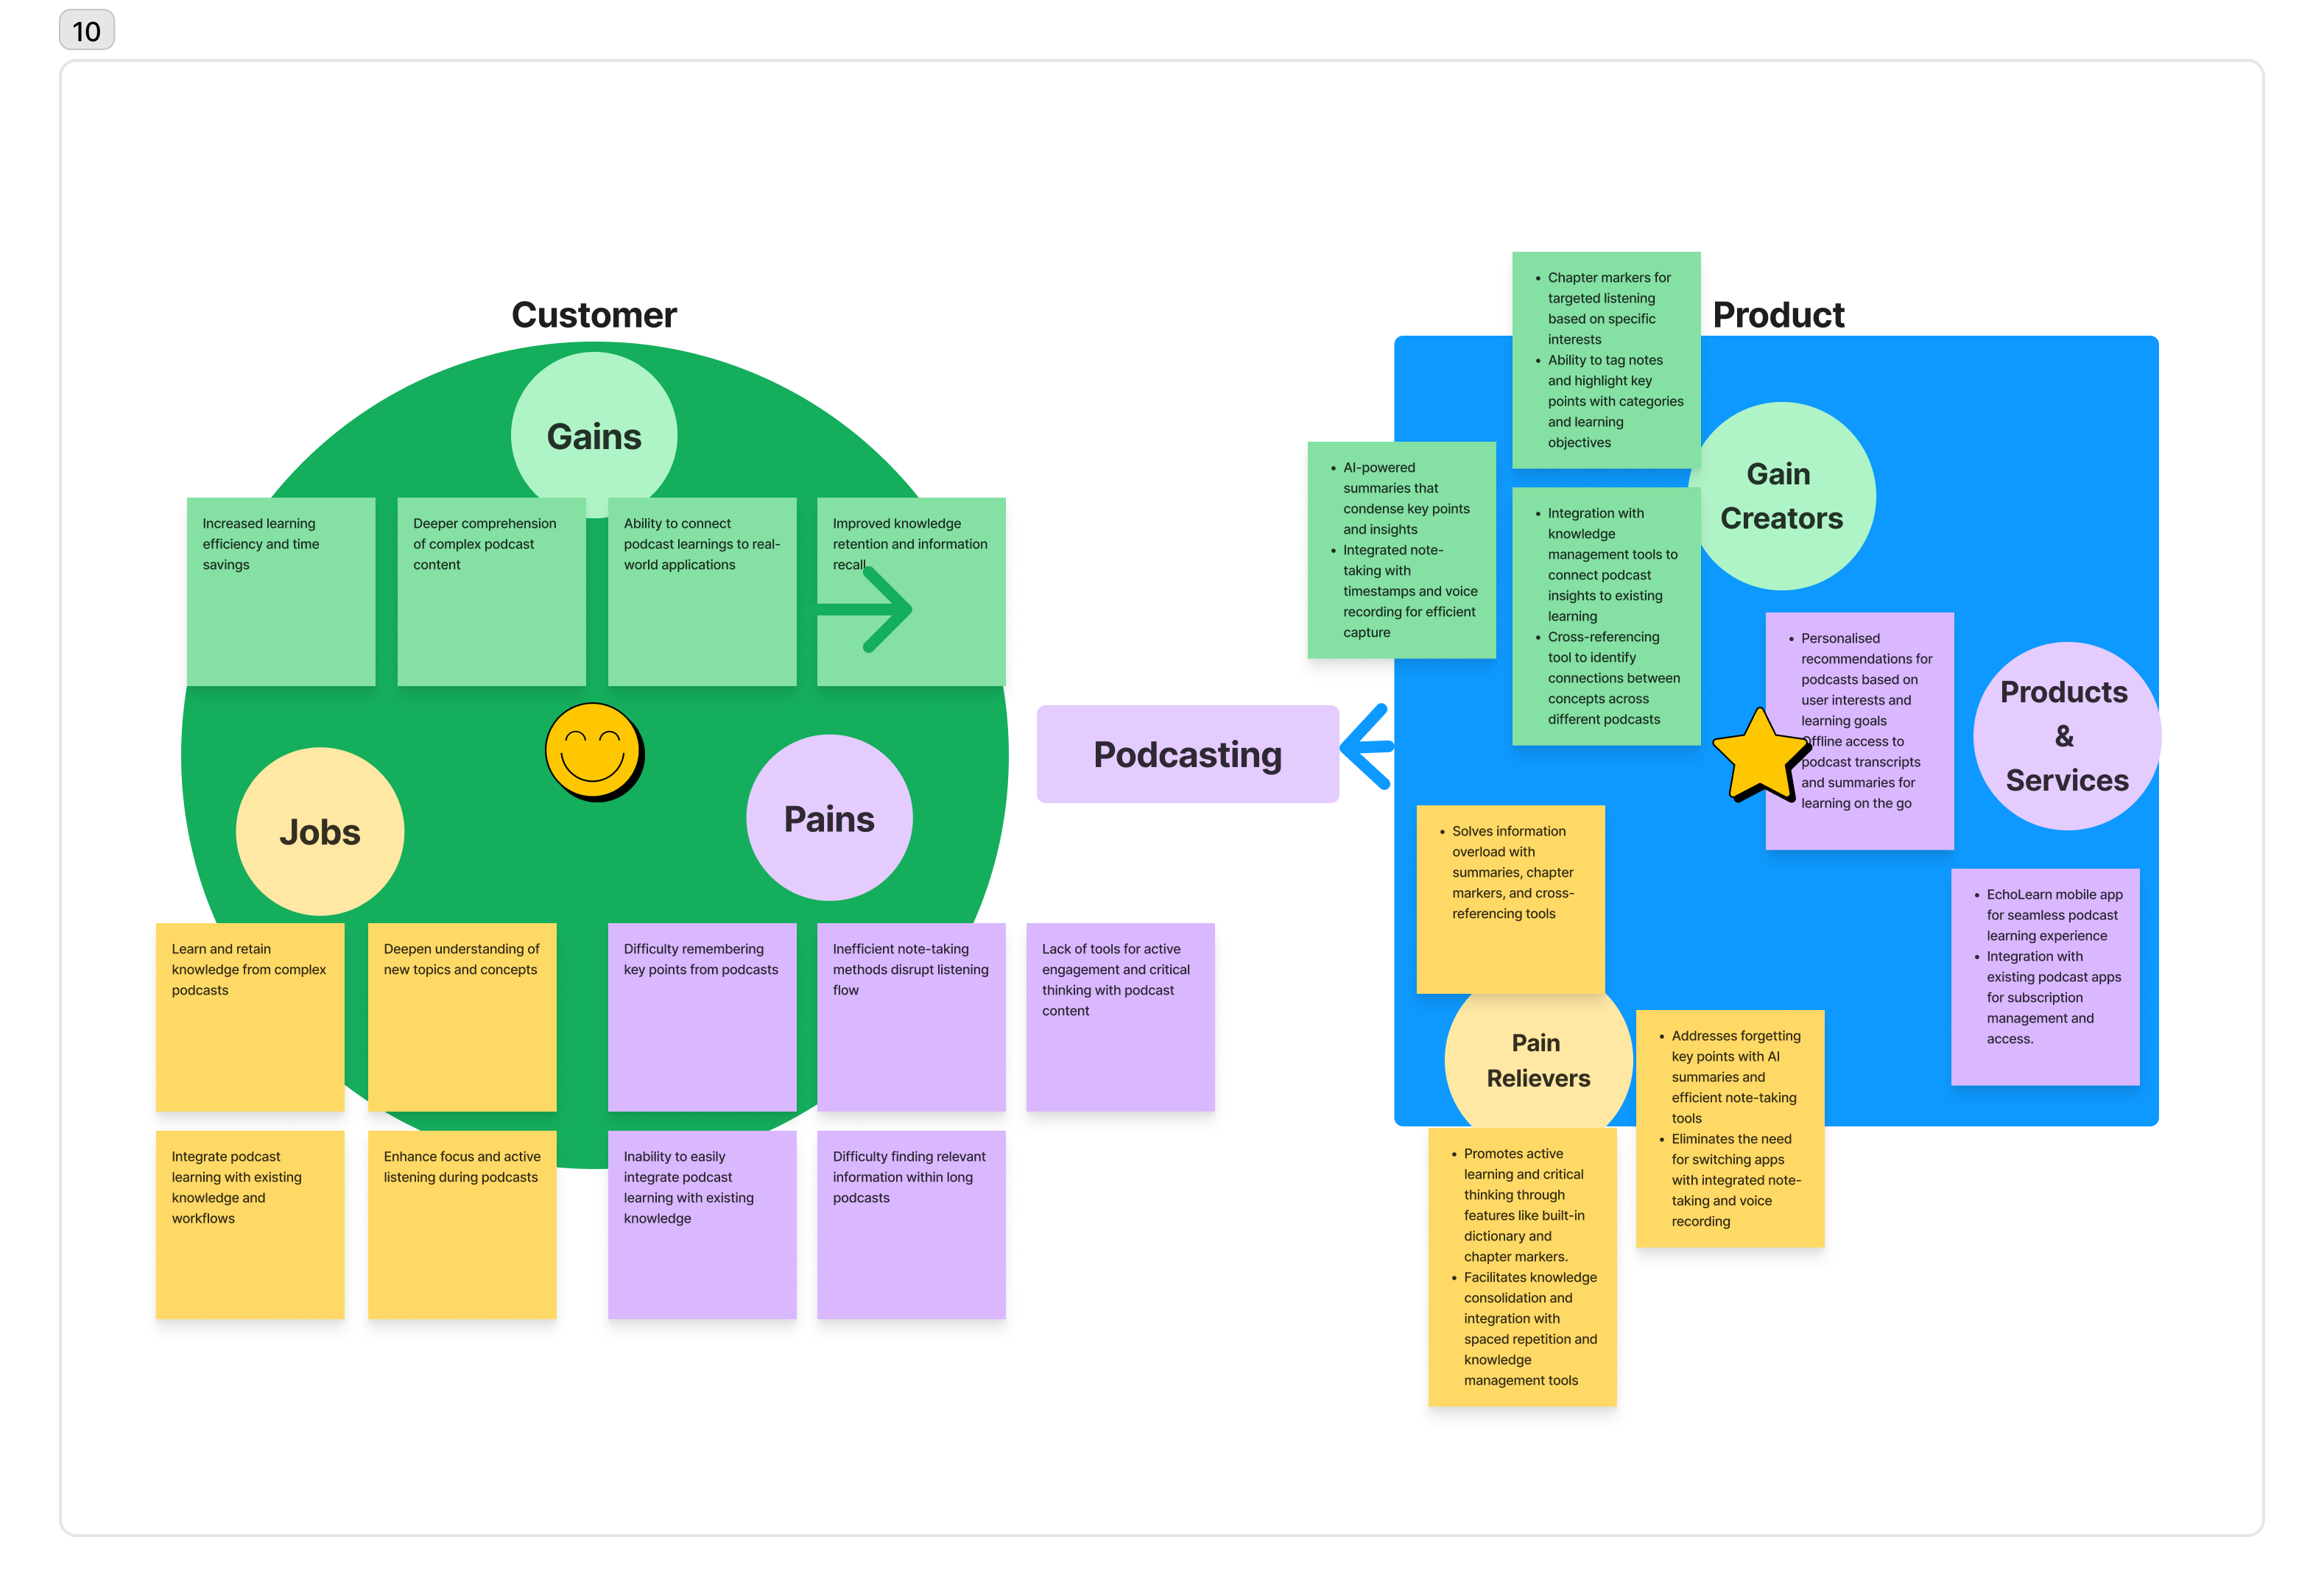 10
Customer
Gains
Increased learning
efficiency and time
savings
Deeper comprehension
of complex podcast
content
Ability to connect
podcast learnings to real-
world applications
Improved knowledge
retention and information
recall
Jobs
Pains
Learn and retain
knowledge from complex
podcasts
Deepen understanding of
new topics and concepts
Difficulty remembering
key points from podcasts
Inefficient note-taking
methods disrupt listening
flow
Lack of tools for active
engagement and critical
thinking with podcast
content
Integrate podcast
learning with existing
knowledge and
workflows
Enhance focus and active
listening during podcasts
Inability to easily
integrate podcast
learning with existing
knowledge
Difficulty finding relevant
information within long
podcasts
Podcasting
Product
• Chapter markers for
targeted listening
based on specific
interests
• Ability to tag notes
and highlight key
points with categories
and learning
objectives
• AI-powered
summaries that
condense key points
and insights
• Integrated note-
taking with
timestamps and voice
recording for efficient
capture
• Integration with
knowledge
management tools to
connect podcast
insights to existing
learning
• Cross-referencing
tool to identify
connections between
concepts across
different podcasts
Gain
Creators
• Personalised
recommendations for
podcasts based on
user interests and
learning goals
Offline access to
podcast transcripts
and summaries for
learning on the go
Products
&
Services
• EchoLearn mobile app
for seamless podcast
learning experience
• Integration with
existing podcast apps
for subscription
management and
access.
• Solves information
overload with
summaries, chapter
markers, and cross-
referencing tools
Pain
Relievers
• Addresses forgetting
key points with AI
summaries and
efficient note-taking
tools
• Eliminates the need
for switching apps
with integrated note-
taking and voice
recording
• Promotes active
learning and critical
thinking through
features like built-in
dictionary and
chapter markers.
• Facilitates knowledge
consolidation and
integration with
spaced repetition and
knowledge
management tools